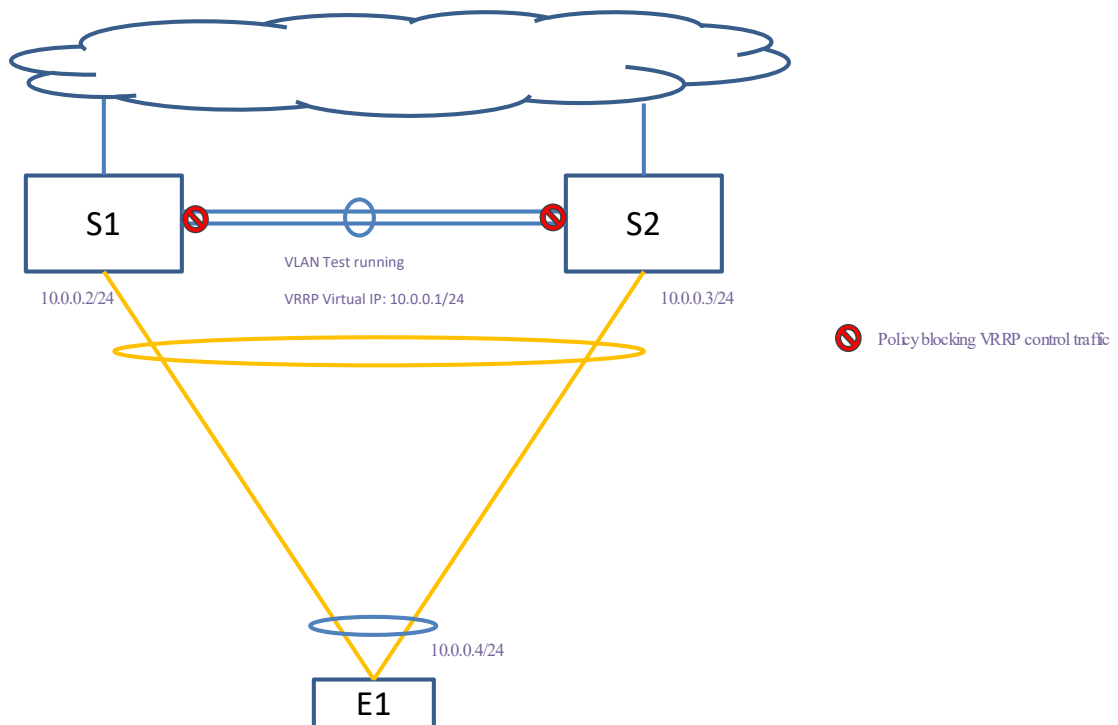 S1
S2
VLAN Test running
10.0.0.2/24
VRRP Virtual IP: 10.0.0.1/24
10.0.0.3/24
Policy blocking VRRP control traffic
10.0.0.4/24
E1